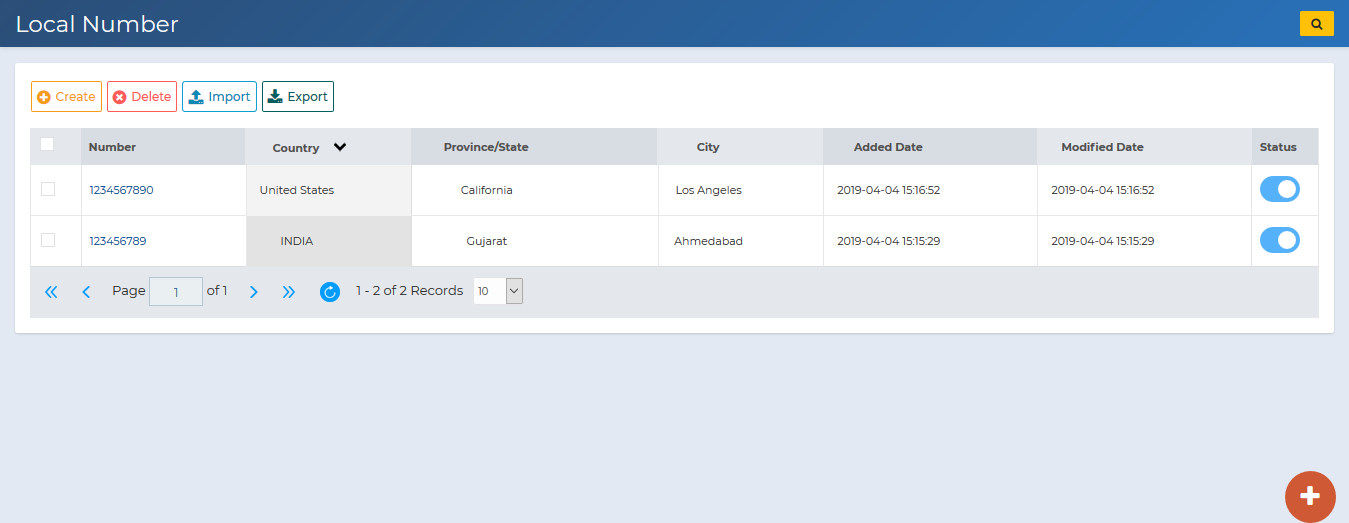 Local Number
Create Delete Import Export
Number Country Province/State City Added Date Modified Date Status
1234567890 United States California Los Angeles 2019-04-04 15:16:52 2019-04-04 15:16:52
123456789 INDIA Gujarat Ahmedabad 2019-04-04 15:15:29 2019-04-04 15:15:29
Page 1 of 1 1 - 2 of 2 Records 10